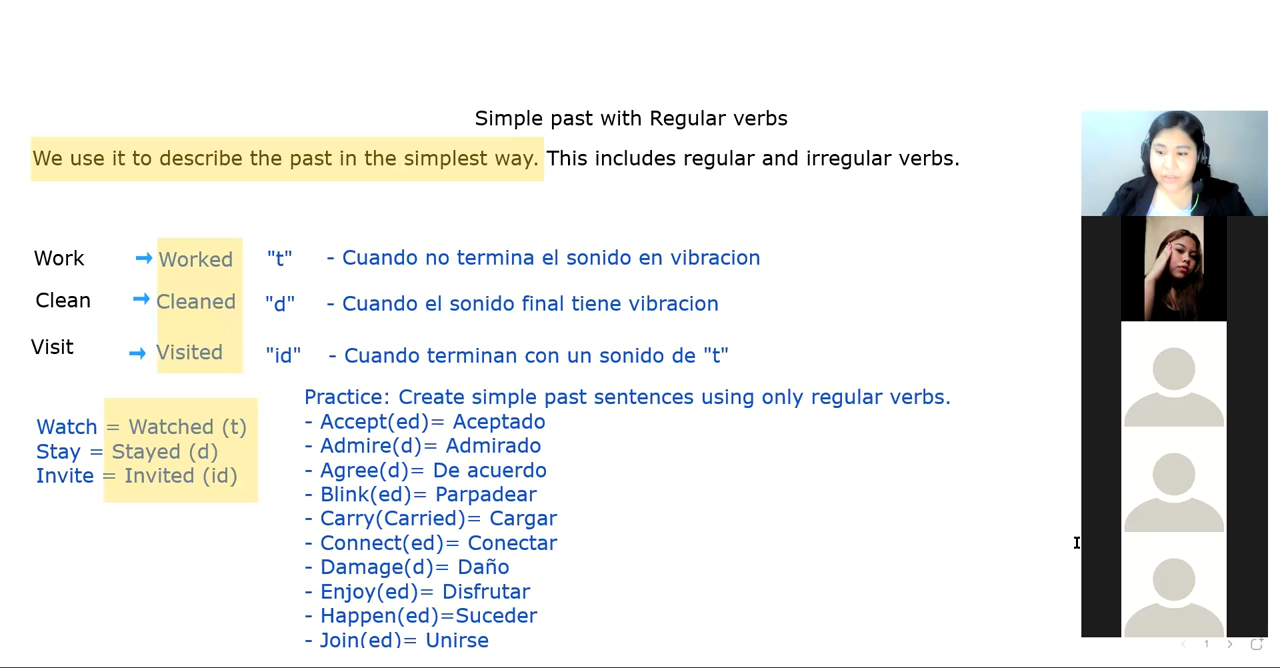 Simple past with Regular verbs
We use it to describe the past in the simplest way. This includes regular and irregular verbs.
Work → Worked "t" - Cuando no termina el sonido en vibracion
Clean → Cleaned "d" - Cuando el sonido final tiene vibracion
Visit → Visited "id" - Cuando terminan con un sonido de "t"
Practice: Create simple past sentences using only regular verbs.
Watch = Watched (t)
Stay = Stayed (d)
Invite = Invited (id)
- Accept(ed)= Aceptado
- Admire(d)= Admirado
- Agree(d)= De acuerdo
- Blink(ed)= Parpadear
- Carry(Carried)= Cargar
- Connect(ed)= Conectar
- Damage(d)= Daño
- Enjoy(ed)= Disfrutar
- Happen(ed)=Suceder
- Join(ed)= Unirse
1